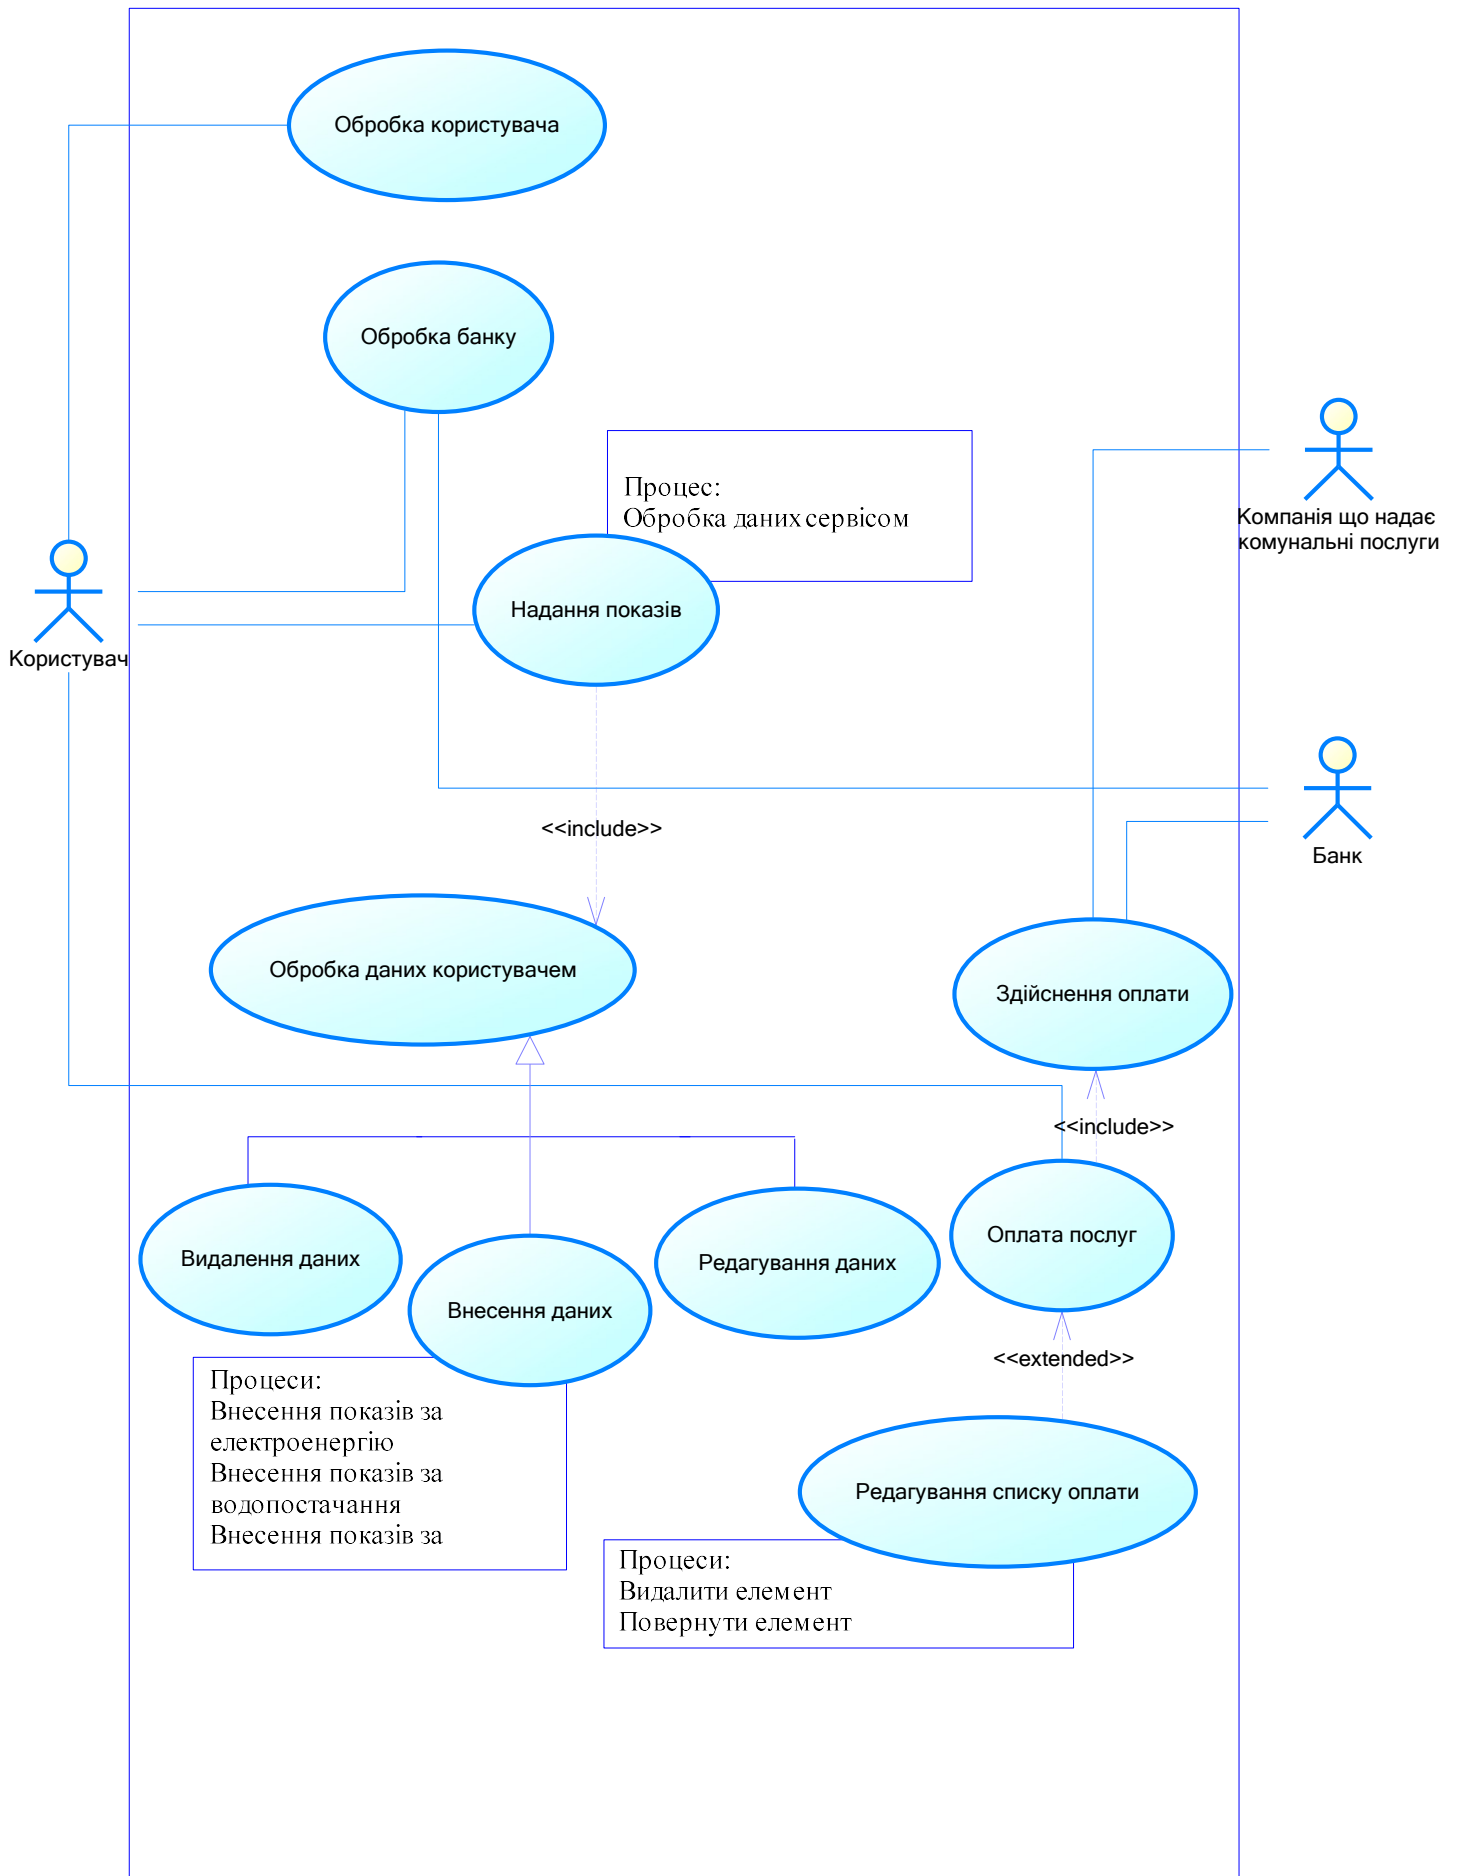 Обробка користувача
Обробка банку
Процес:
Обробка даних сервісом
Компанія що надає
комунальні послуги
Надання показів
Користувач
<<include>>
Банк
Обробка даних користувачем
Здійснення оплати
<<include>>
Оплата послуг
Видалення даних
Редагування даних
Внесення даних
<<extended>>
Процеси:
Внесення показів за
електроенергію
Внесення показів за
водопостачання
Внесення показів за
Редагування списку оплати
Процеси:
Видалити елемент
Повернути елемент